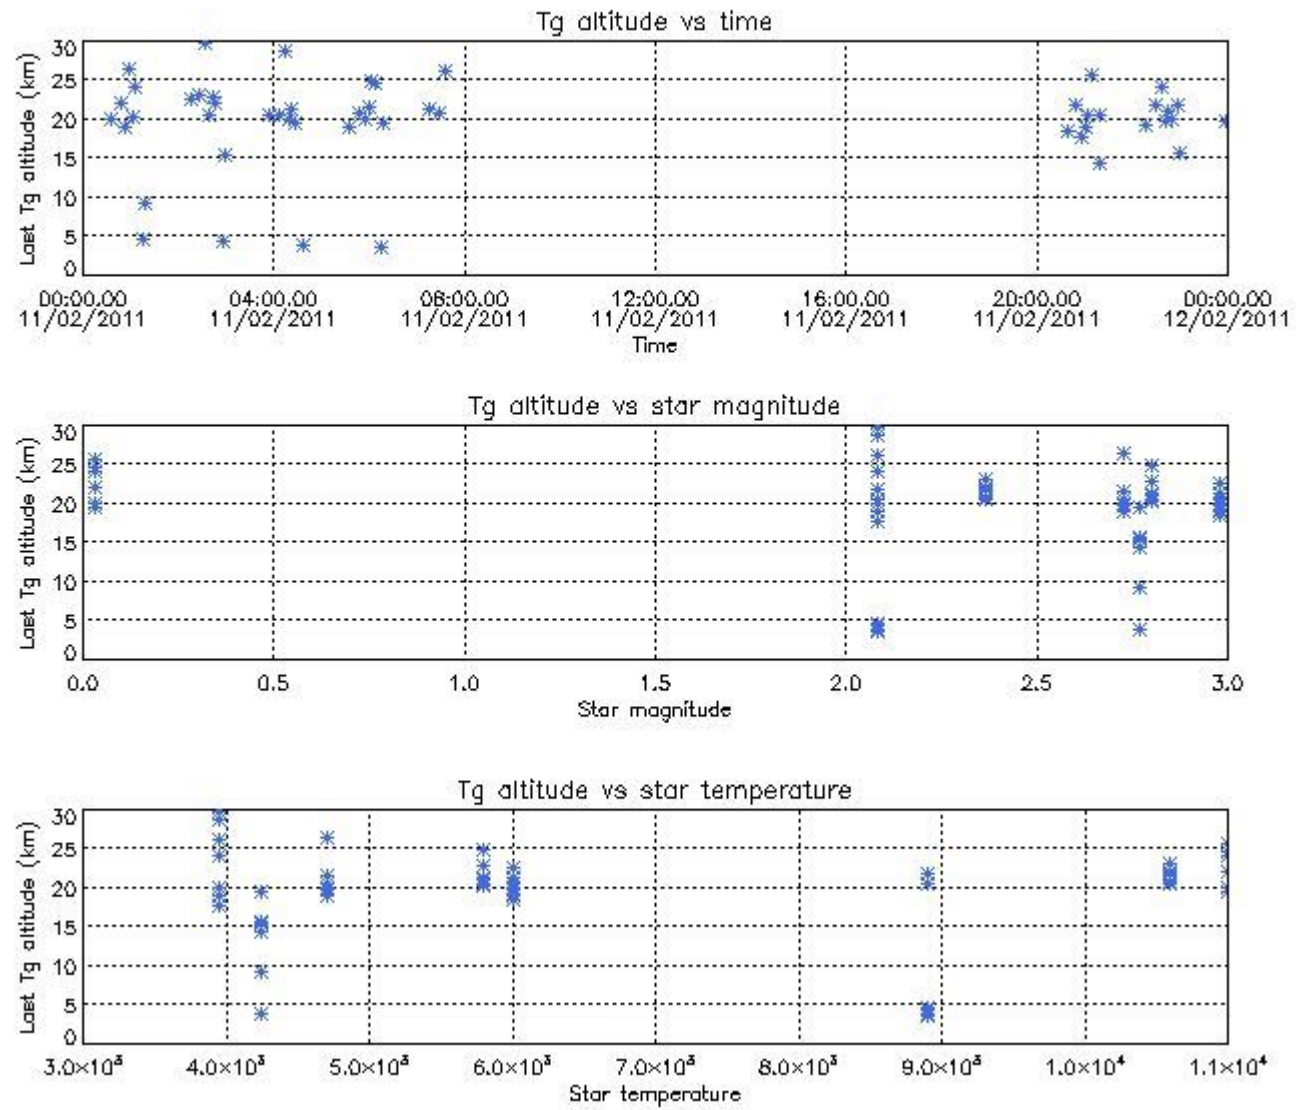 Tg altitude vs time
Last Tg altitude (km)
30
25
20
15
10
5
0
00:00.00 04:00.00 08:00.00 12:00.00 16:00.00 20:00.00 00:00.00
11/02/2011 11/02/2011 11/02/2011 11/02/2011 11/02/2011 11/02/2011 12/02/2011
Time
Tg altitude vs star magnitude
Last Tg altitude (km)
30
25
20
15
10
5
0
0.0 0.5 1.0 1.5 2.0 2.5 3.0
Star magnitude
Tg altitude vs star temperature
Last Tg altitude (km)
30
25
20
15
10
5
0
3.0×10³ 4.0×10³ 5.0×10³ 6.0×10³ 7.0×10³ 8.0×10³ 9.0×10³ 1.0×10⁴ 1.1×10⁴
Star temperature